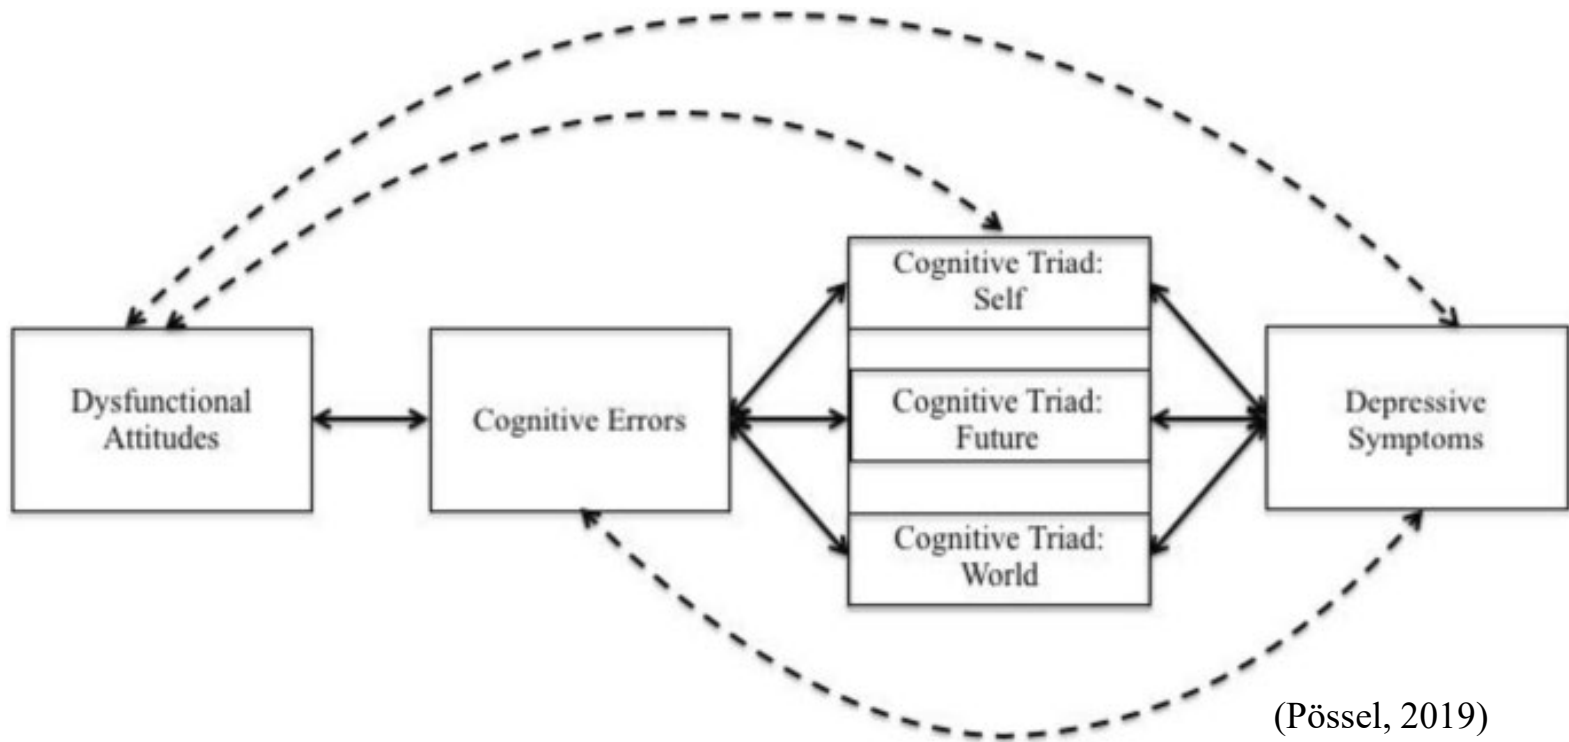 Dysfunctional
Attitudes
Cognitive Errors
Cognitive Triad:
Self
Cognitive Triad:
Future
Cognitive Triad:
World
Depressive
Symptoms
(Pössel, 2019)